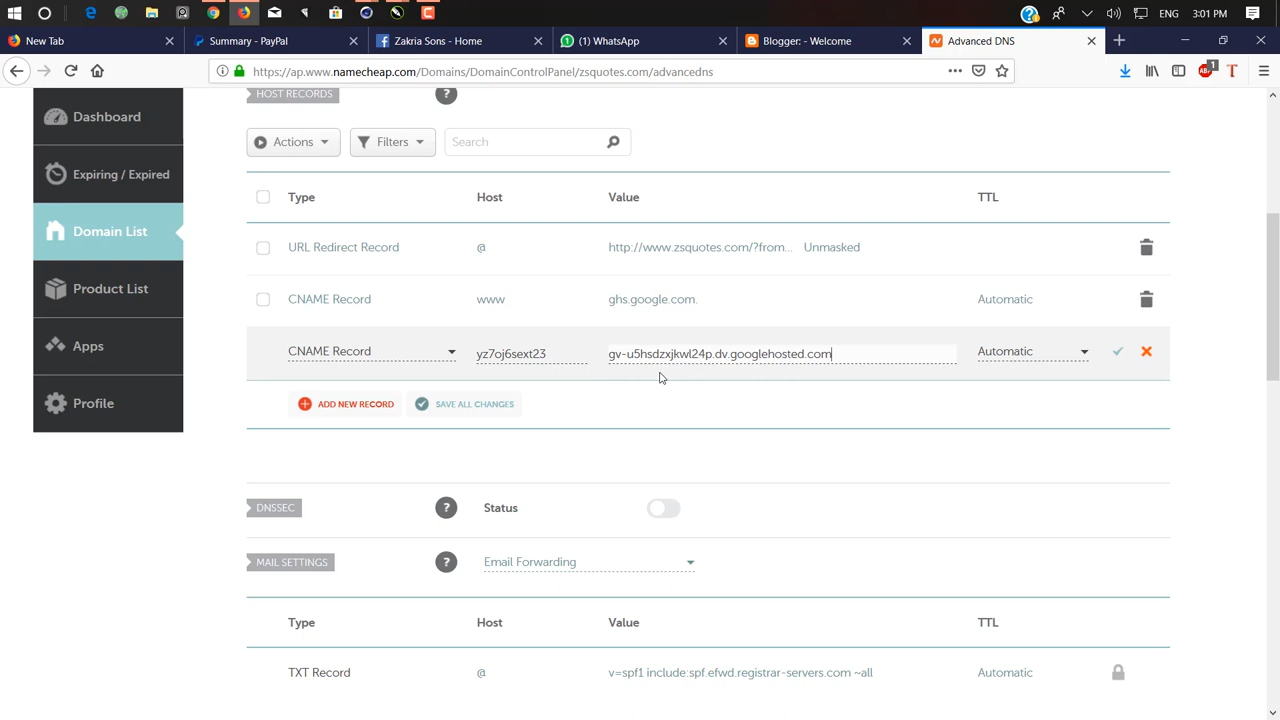 ENG 3:01 PM
New Tab Summary - PayPal Zakria Sons - Home (1) WhatsApp Blogger: - Welcome Advanced DNS
https://ap.www.namecheap.com/Domains/DomainControlPanel/zsquotes.com/advancedns
Dashboard
Expiring / Expired
Domain List
Product List
Apps
Profile
HOST RECORDS ?
Actions Filters Search
Type Host Value TTL
URL Redirect Record @ http://www.zsquotes.com/?from... Unmasked
CNAME Record www ghs.google.com. Automatic
CNAME Record yz7oj6sext23 gv-u5hsdzxjkwl24p.dv.googlehosted.com Automatic
ADD NEW RECORD SAVE ALL CHANGES
DNSSEC ? Status
MAIL SETTINGS ? Email Forwarding
Type Host Value TTL
TXT Record @ v=spf1 include:spf.efwd.registrar-servers.com ~all Automatic